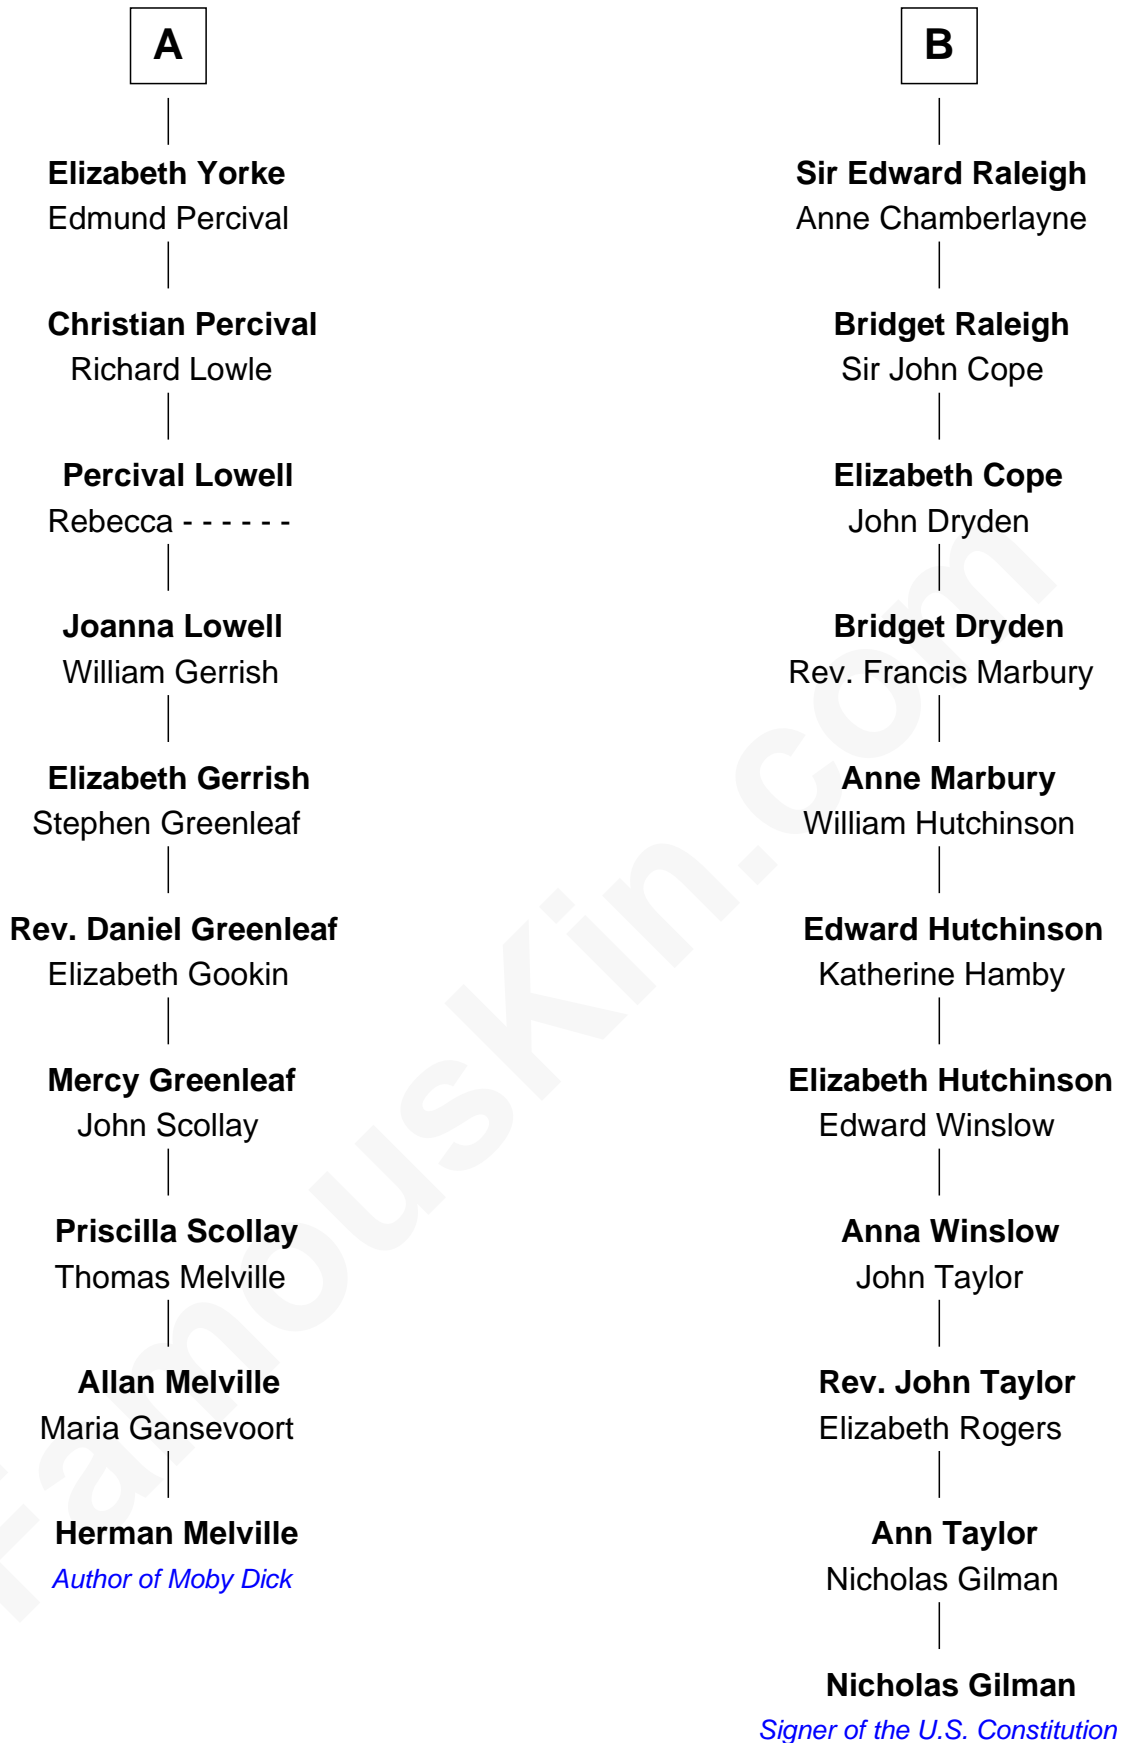 A
Elizabeth Yorke
Edmund Percival
Christian Percival
Richard Lowle
Percival Lowell
Rebecca - - - - - -
Joanna Lowell
William Gerrish
Elizabeth Gerrish
Stephen Greenleaf
Rev. Daniel Greenleaf
Elizabeth Gookin
Mercy Greenleaf
John Scollay
Priscilla Scollay
Thomas Melville
Allan Melville
Maria Gansevoort
Herman Melville
Author of Moby Dick
B
Sir Edward Raleigh
Anne Chamberlayne
Bridget Raleigh
Sir John Cope
Elizabeth Cope
John Dryden
Bridget Dryden
Rev. Francis Marbury
Anne Marbury
William Hutchinson
Edward Hutchinson
Katherine Hamby
Elizabeth Hutchinson
Edward Winslow
Anna Winslow
John Taylor
Rev. John Taylor
Elizabeth Rogers
Ann Taylor
Nicholas Gilman
Nicholas Gilman
Signer of the U.S. Constitution
FamousKin.com